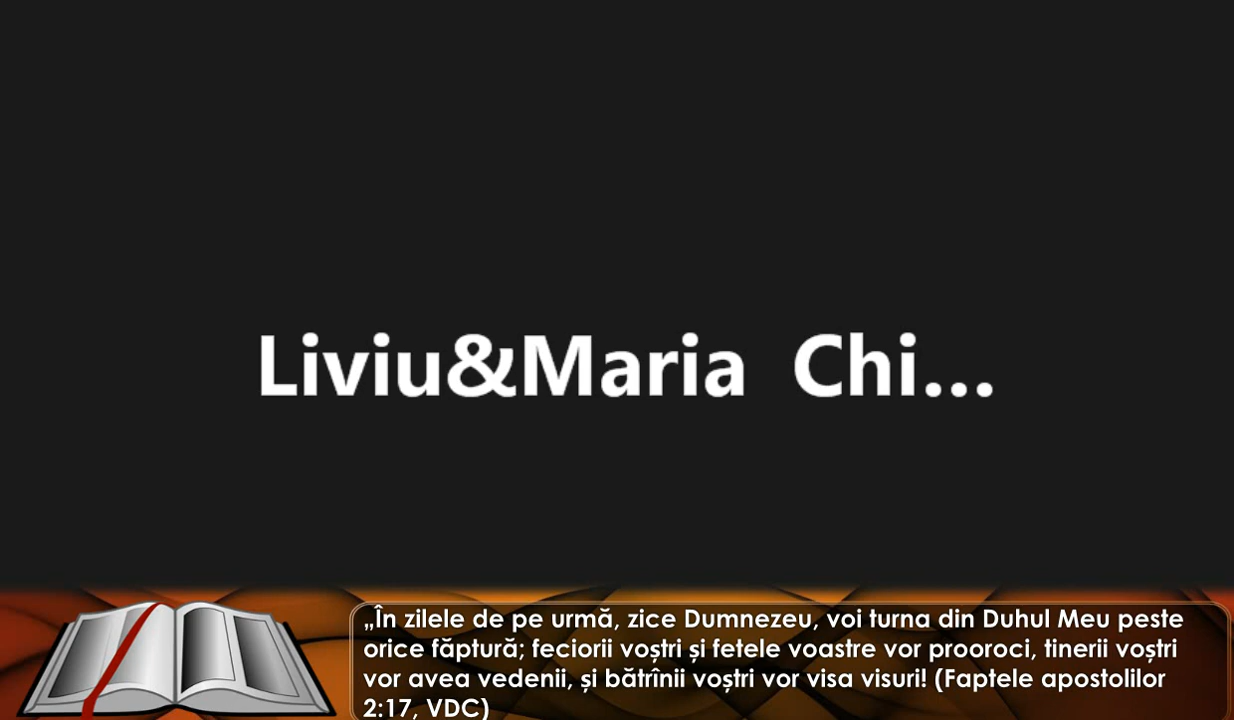 Liviu&Maria Chi...
„În zilele de pe urmă, zice Dumnezeu, voi turna din Duhul Meu peste
orice făptură; feciorii voștri și fetele voastre vor prooroci, tinerii voștri
vor avea vedenii, și bătrînii voștri vor visa visuri! (Faptele apostolilor
2:17, VDC)